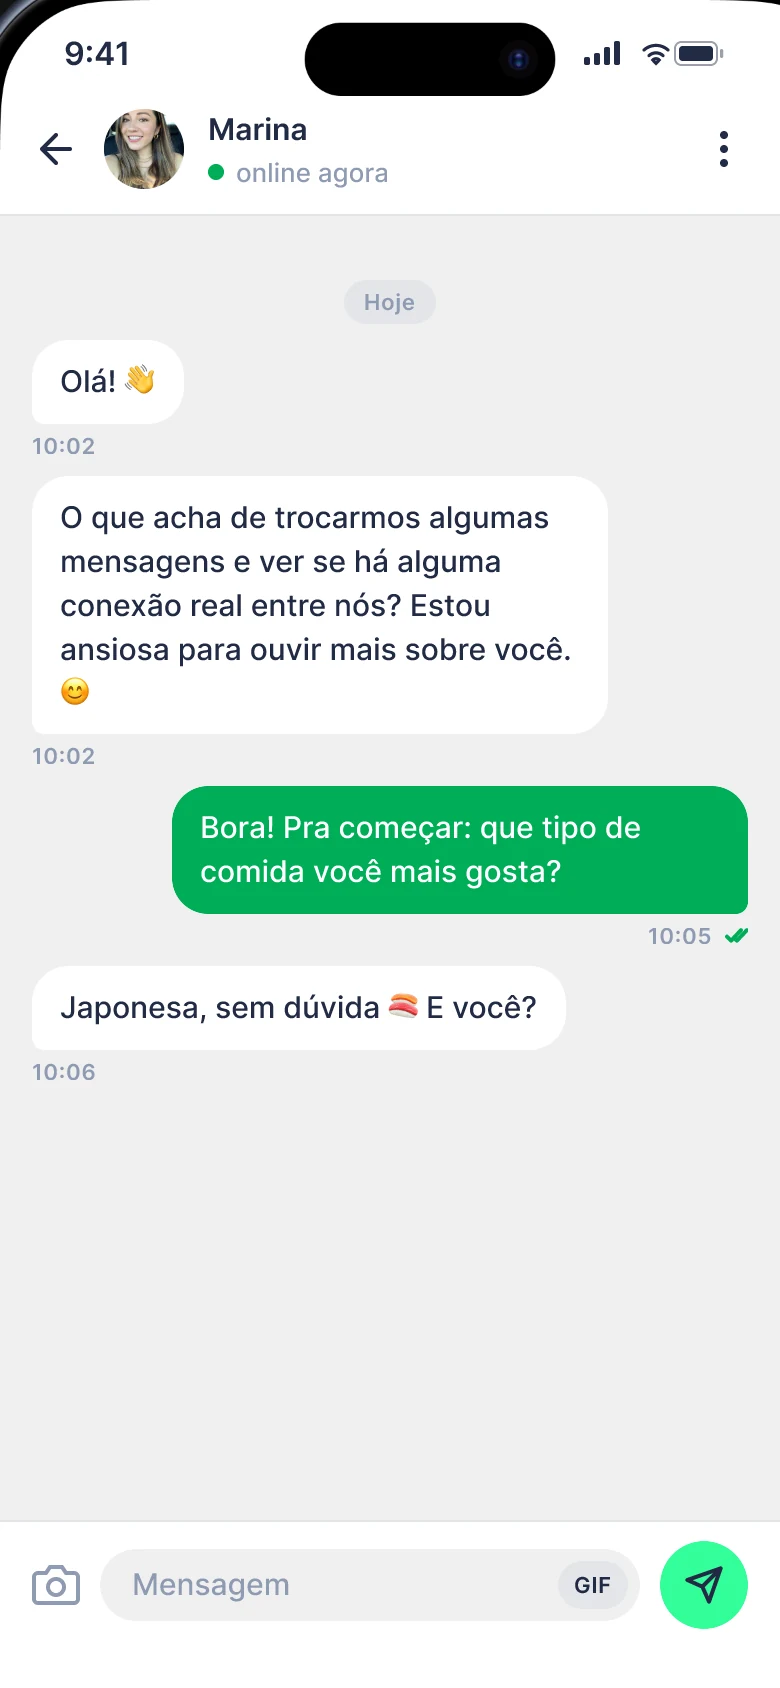 9:41
Marina
online agora
Hoje
Olá! 👋
10:02
O que acha de trocarmos algumas
mensagens e ver se há alguma
conexão real entre nós? Estou
ansiosa para ouvir mais sobre você.
😊
10:02
Bora! Pra começar: que tipo de
comida você mais gosta?
10:05
Japonesa, sem dúvida 🍣 E você?
10:06
Mensagem
GIF